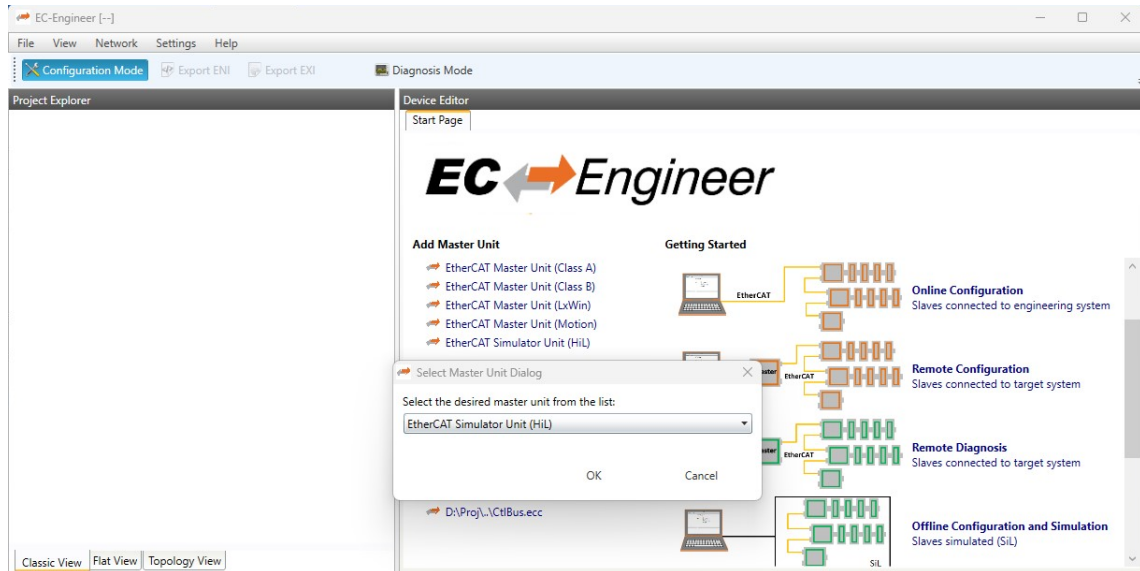 EC-Engineer [--]
File View Network Settings Help
Configuration Mode Export ENI Export EXI Diagnosis Mode
Project Explorer
Device Editor
Start Page
EC Engineer
Add Master Unit
EtherCAT Master Unit (Class A)
EtherCAT Master Unit (Class B)
EtherCAT Master Unit (LxWin)
EtherCAT Master Unit (Motion)
EtherCAT Simulator Unit (HiL)
Getting Started
EtherCAT
Online Configuration
Slaves connected to engineering system
EtherCAT
Remote Configuration
Slaves connected to target system
EtherCAT
Remote Diagnosis
Slaves connected to target system
SiL
Offline Configuration and Simulation
Slaves simulated (SiL)
Select Master Unit Dialog
Select the desired master unit from the list:
EtherCAT Simulator Unit (HiL)
OK Cancel
D:\Proj\..\CtlBus.ecc
Classic View Flat View Topology View